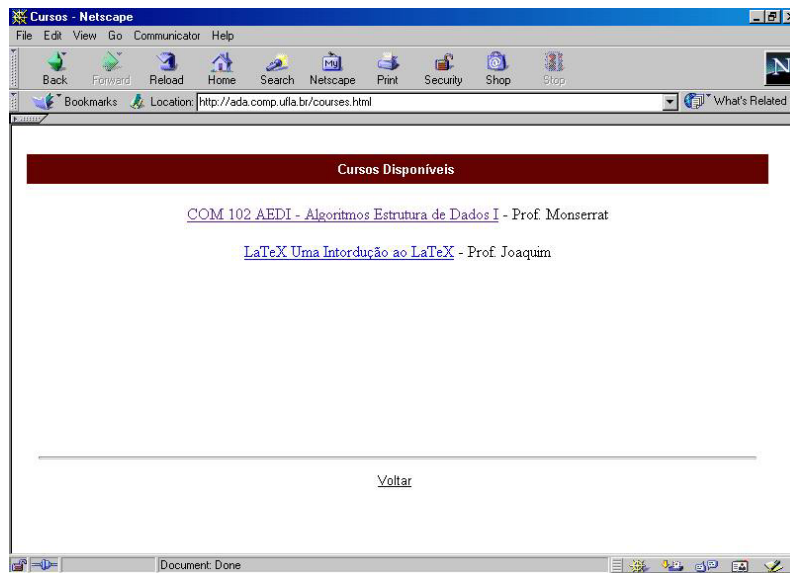 Cursos - Netscape
File Edit View Go Communicator Help
Back Forward Reload Home Search Netscape Print Security Shop Stop
Bookmarks Location: http://ada.comp.ufla.br/courses.html What's Related
Cursos Disponíveis
COM 102 AEDI - Algoritmos Estrutura de Dados I - Prof. Monserrat
LaTeX Uma Intordução ao LaTeX - Prof. Joaquim
Voltar
Document: Done